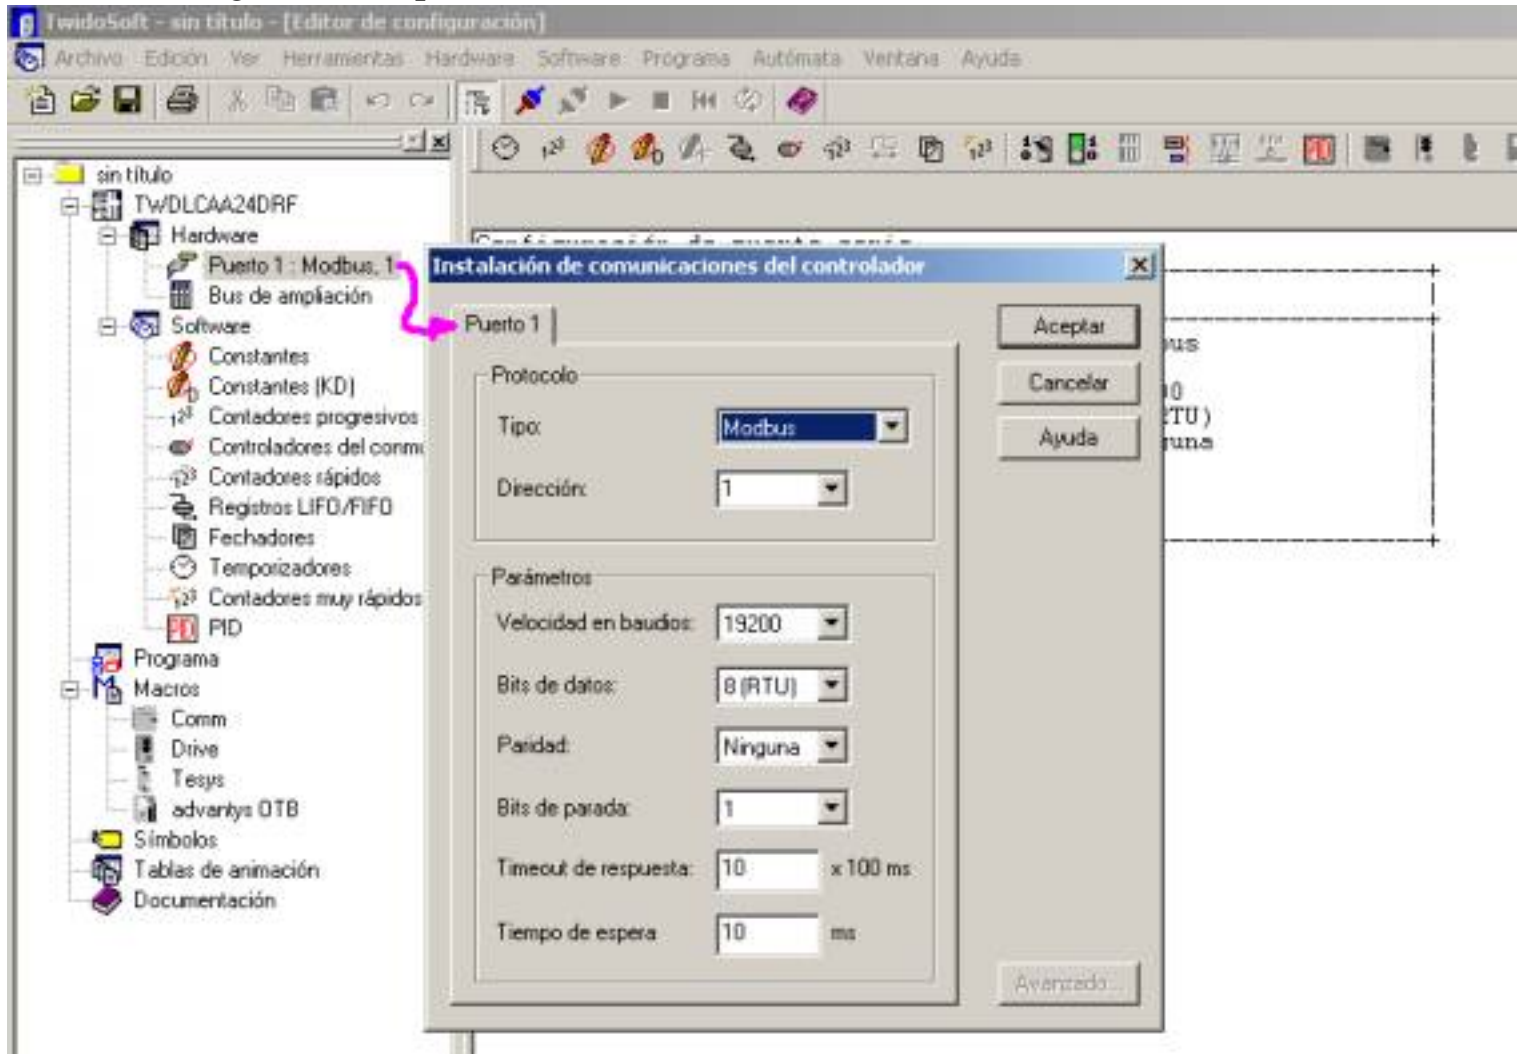 TwidoSoft - sin título - [Editor de configuración]
Archivo Edición Ver Herramientas Hardware Software Programa Autómata Ventana Ayuda
sin título
TWDLCAA24DRF
Hardware
Puerto 1 : Modbus, 1
Bus de ampliación
Software
Constantes
Constantes (KD)
Contadores progresivos
Controladores del conmu
Contadores rápidos
Registros LIFO/FIFO
Fechadores
Temporizadores
Contadores muy rápidos
PID
Programa
Macros
Comm
Drive
Tesys
advantys OTB
Símbolos
Tablas de animación
Documentación
Instalación de comunicaciones del controlador
Puerto 1
Protocolo
Tipo: Modbus
Dirección: 1
Parámetros
Velocidad en baudios: 19200
Bits de datos: 8 (RTU)
Paridad: Ninguna
Bits de parada: 1
Timeout de respuesta: 10 x 100 ms
Tiempo de espera 10 ms
Aceptar
Cancelar
Ayuda
Avanzado...